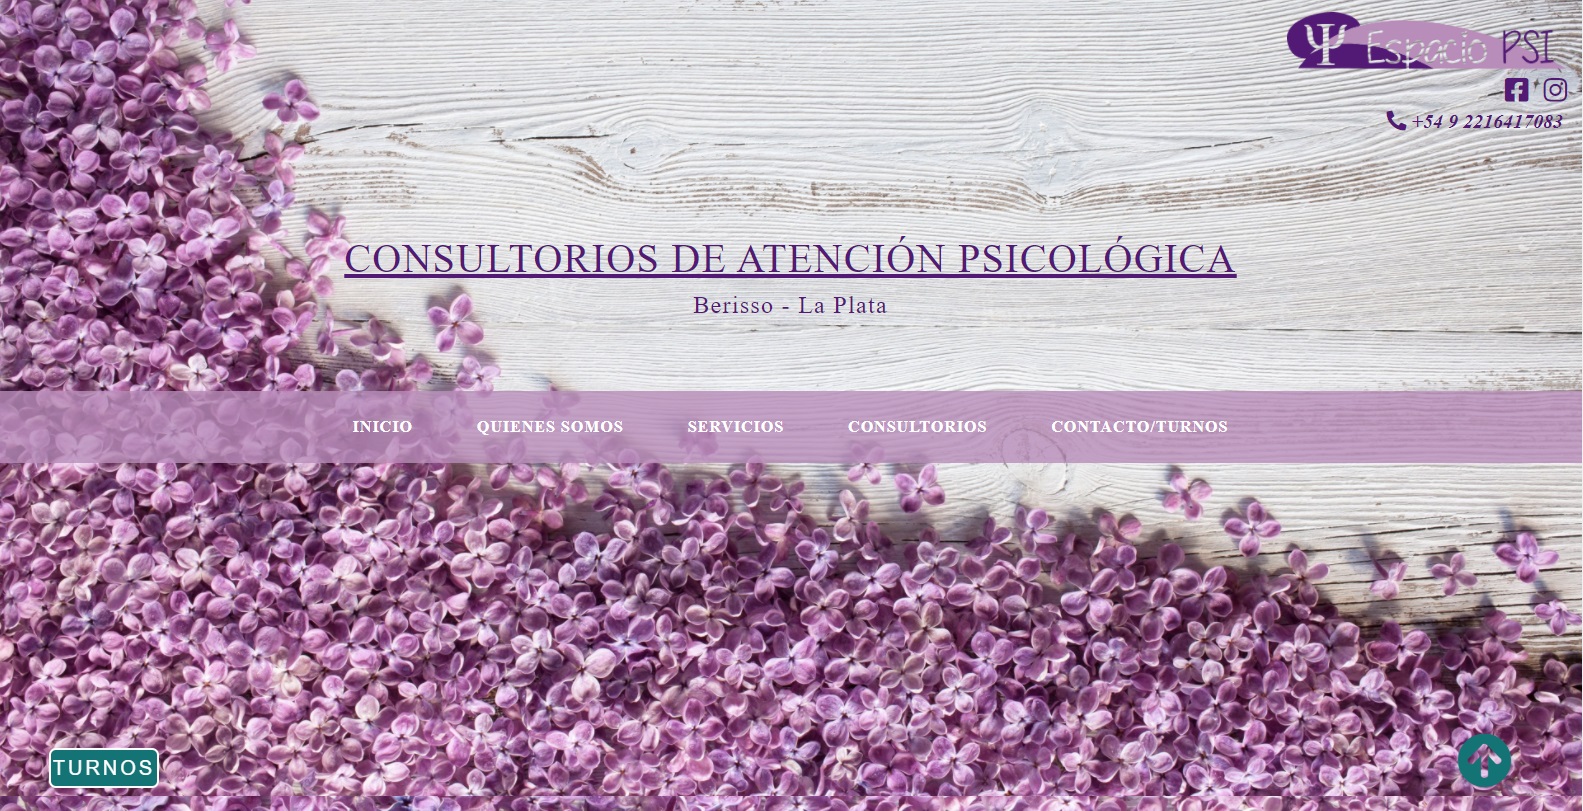 Ψ Espacio PSI
+54 9 2216417083
CONSULTORIOS DE ATENCIÓN PSICOLÓGICA
Berisso - La Plata
INICIO QUIENES SOMOS SERVICIOS CONSULTORIOS CONTACTO/TURNOS
TURNOS